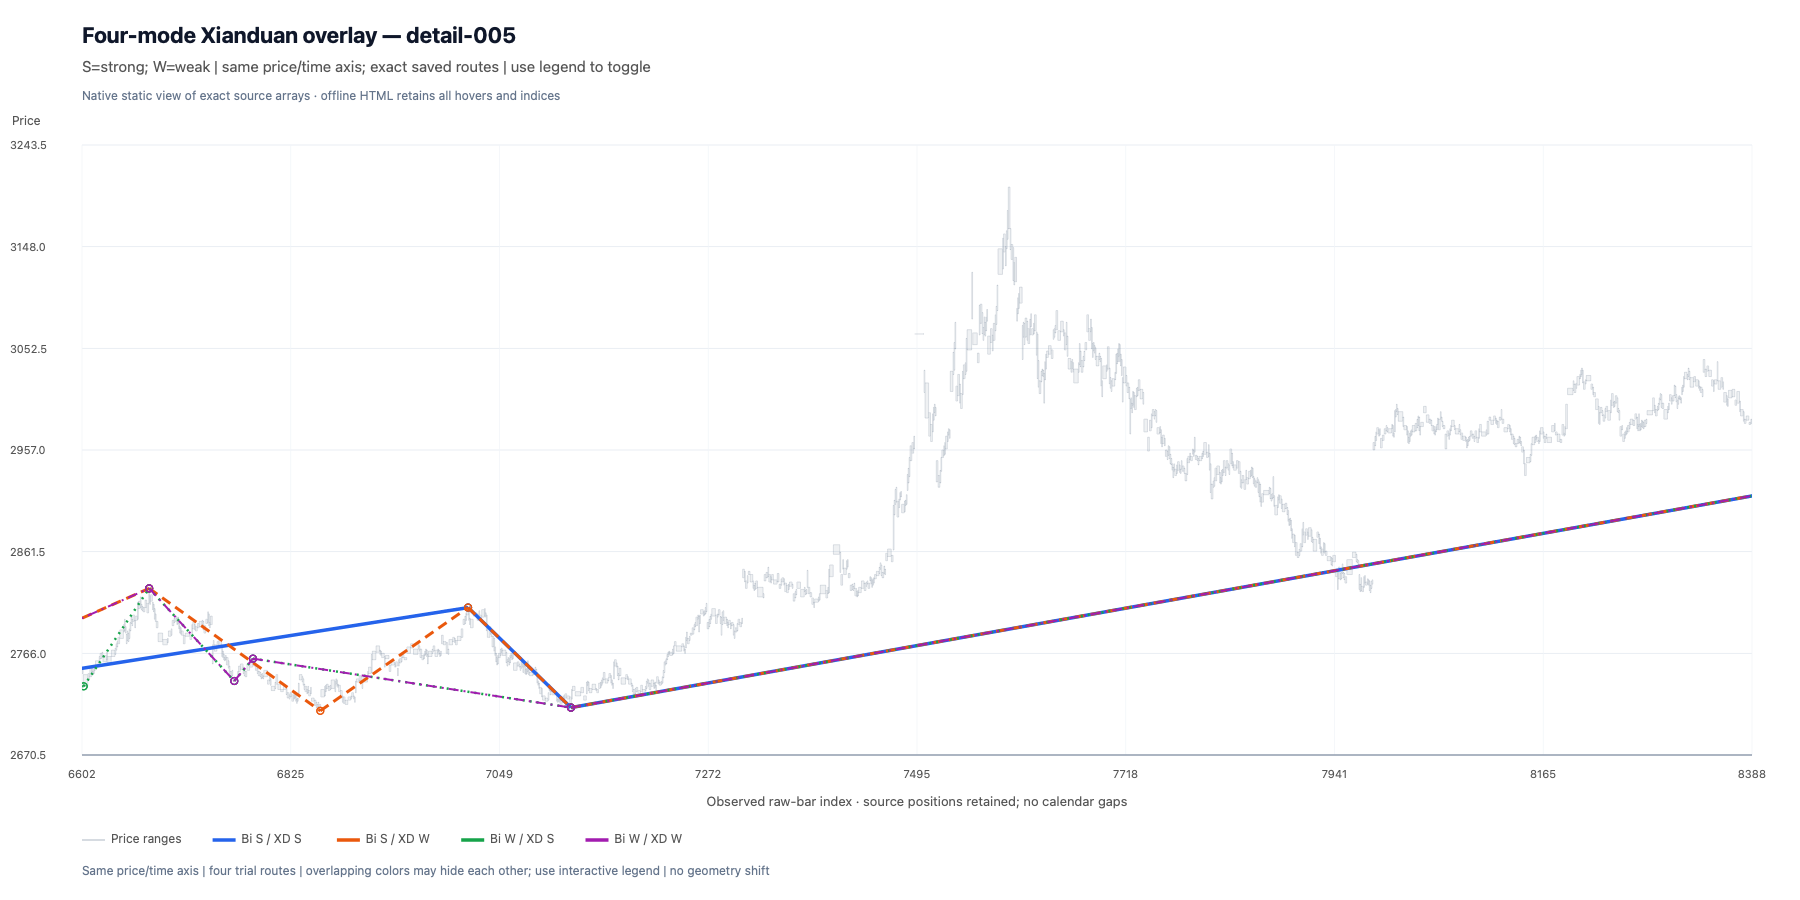 Four-mode Xianduan overlay — detail-005
S=strong; W=weak | same price/time axis; exact saved routes | use legend to toggle
Native static view of exact source arrays · offline HTML retains all hovers and indices
Price
3243.5
3148.0
3052.5
2957.0
2861.5
2766.0
2670.5
6602 6825 7049 7272 7495 7718 7941 8165 8388
Observed raw-bar index · source positions retained; no calendar gaps
Price ranges Bi S / XD S Bi S / XD W Bi W / XD S Bi W / XD W
Same price/time axis | four trial routes | overlapping colors may hide each other; use interactive legend | no geometry shift